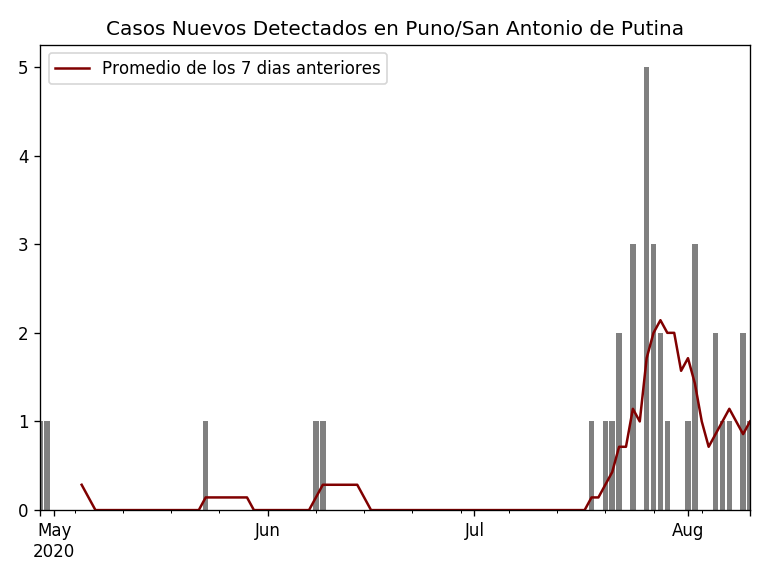 Casos Nuevos Detectados en Puno/San Antonio de Putina
Promedio de los 7 dias anteriores
5
4
3
2
1
0
May Jun Jul Aug
2020